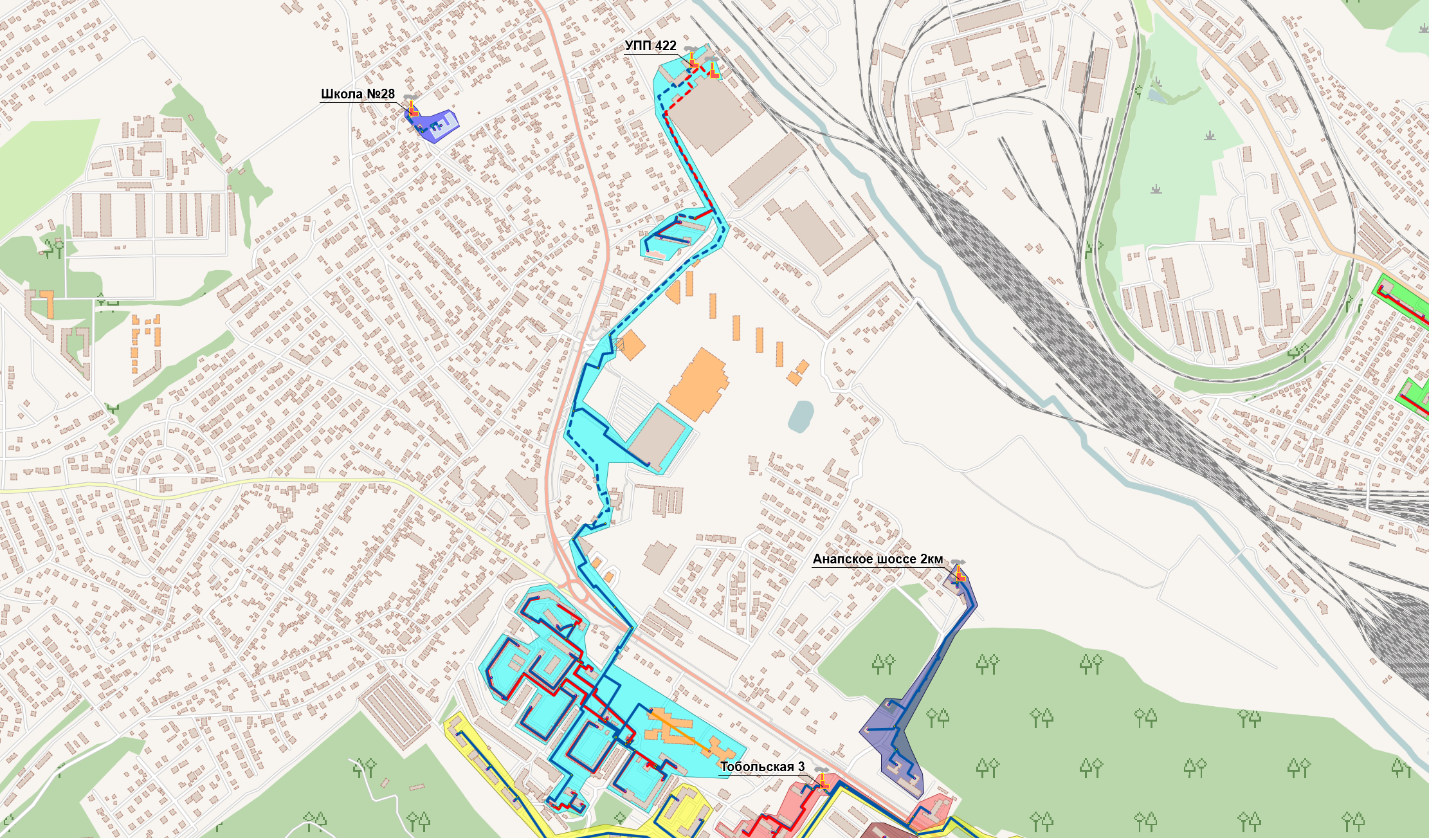 УПП 422
Школа №28
Анапское шоссе 2км
Тобольская 3